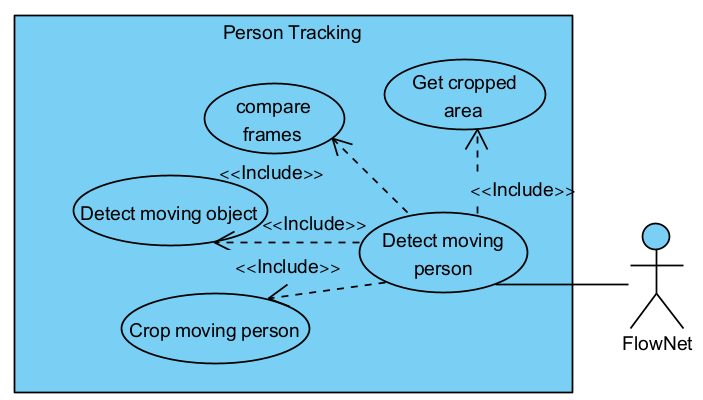 Person Tracking
Get cropped
area
compare
frames
<<Include>>
<<Include>>
Detect moving object
<<Include>>
Detect moving
person
<<Include>>
Crop moving person
FlowNet